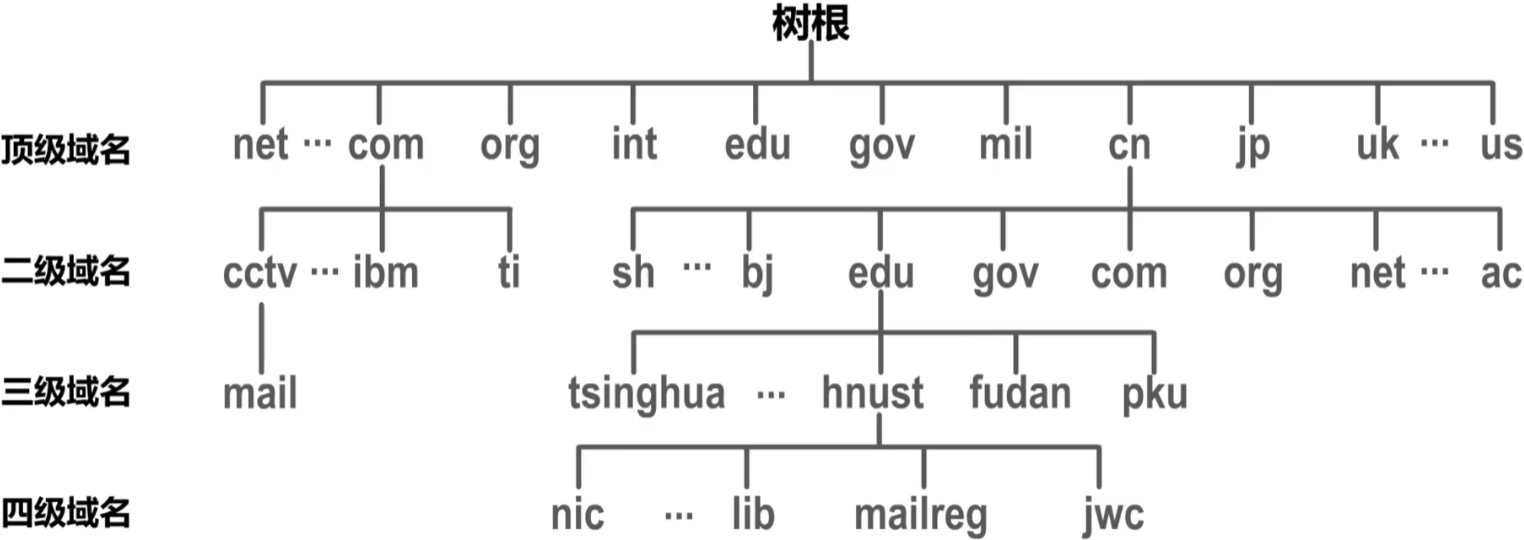 树根
顶级域名 net ··· com org int edu gov mil cn jp uk ··· us
二级域名 cctv ··· ibm ti sh ··· bj edu gov com org net ··· ac
三级域名 mail tsinghua ··· hnust fudan pku
四级域名 nic ··· lib mailreg jwc